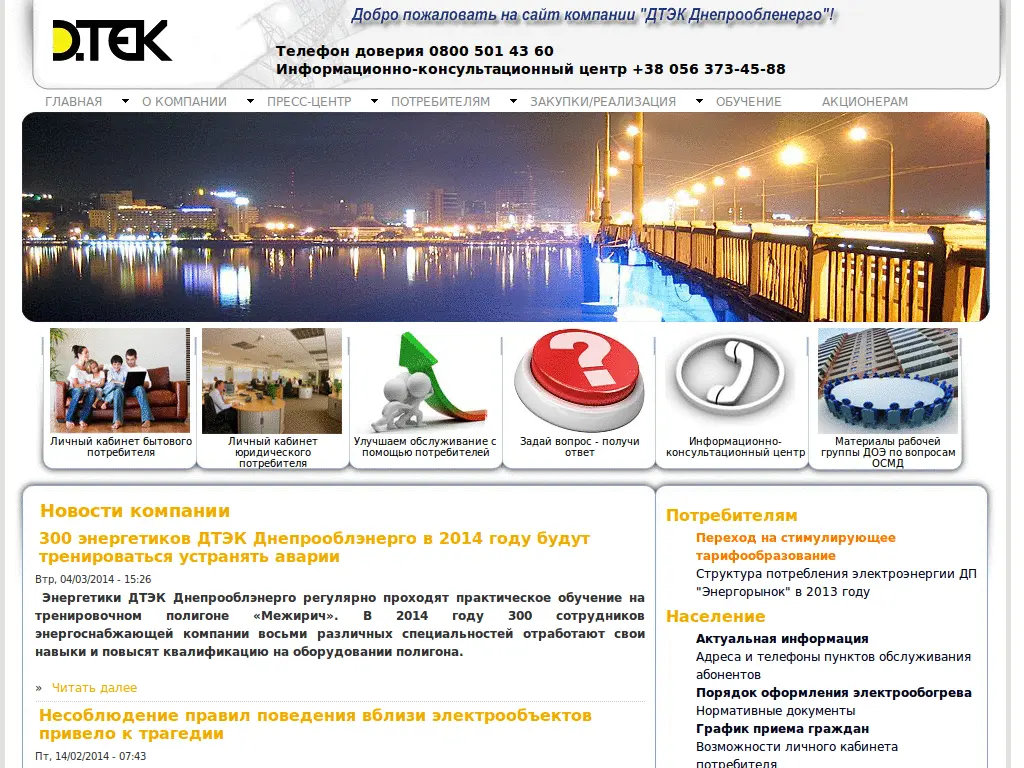 ДТЕК
Добро пожаловать на сайт компании "ДТЭК Днепрообленерго"!
Телефон доверия 0800 501 43 60
Информационно-консультационный центр +38 056 373-45-88
ГЛАВНАЯ О КОМПАНИИ ПРЕСС-ЦЕНТР ПОТРЕБИТЕЛЯМ ЗАКУПКИ/РЕАЛИЗАЦИЯ ОБУЧЕНИЕ АКЦИОНЕРАМ
Личный кабинет бытового
потребителя
Личный кабинет
юридического
потребителя
Улучшаем обслуживание с
помощью потребителей
Задай вопрос - получи
ответ
Информационно-
консультационный центр
Материалы рабочей
группы ДОЭ по вопросам
ОСМД
Новости компании
300 энергетиков ДТЭК Днепрооблэнерго в 2014 году будут
тренироваться устранять аварии
Втр, 04/03/2014 - 15:26
Энергетики ДТЭК Днепрооблэнерго регулярно проходят практическое обучение на
тренировочном полигоне «Межирич». В 2014 году 300 сотрудников
энергоснабжающей компании восьми различных специальностей отработают свои
навыки и повысят квалификацию на оборудовании полигона.
» Читать далее
Несоблюдение правил поведения вблизи электрообъектов
привело к трагедии
Пт, 14/02/2014 - 07:43
Потребителям
Переход на стимулирующее
тарифообразование
Структура потребления электроэнергии ДП
"Энергорынок" в 2013 году
Население
Актуальная информация
Адреса и телефоны пунктов обслуживания
абонентов
Порядок оформления электрообогрева
Нормативные документы
График приема граждан
Возможности личного кабинета
потребителя